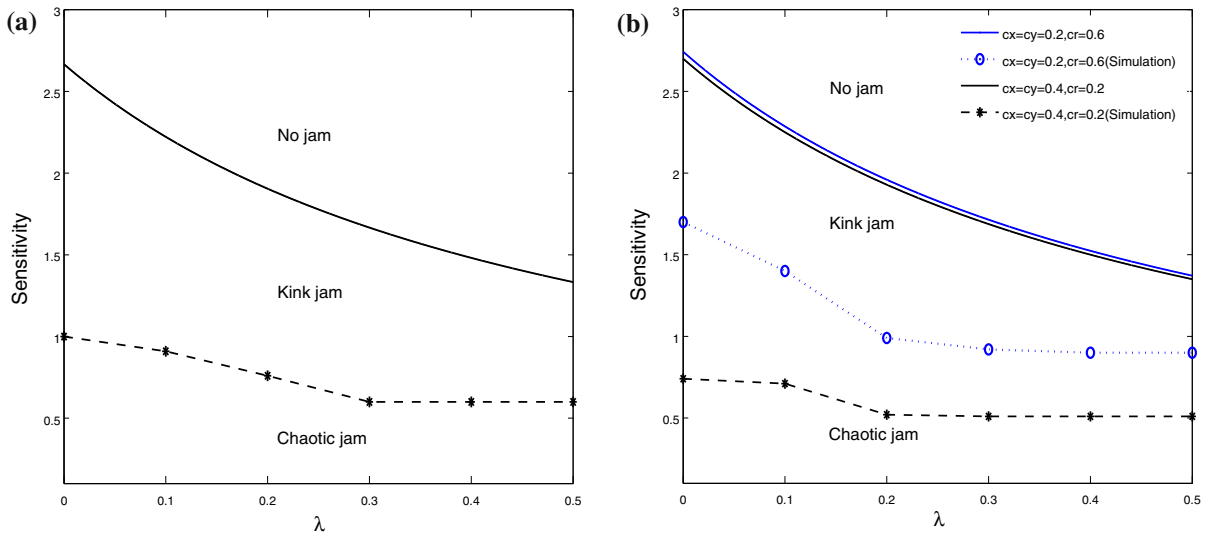 (a)
3
2.5
2
1.5
1
0.5
Sensitivity
No jam
Kink jam
Chaotic jam
0 0.1 0.2 0.3 0.4 0.5
λ
(b)
3
2.5
2
1.5
1
0.5
Sensitivity
cx=cy=0.2,cr=0.6
cx=cy=0.2,cr=0.6(Simulation)
cx=cy=0.4,cr=0.2
cx=cy=0.4,cr=0.2(Simulation)
No jam
Kink jam
Chaotic jam
0 0.1 0.2 0.3 0.4 0.5
λ